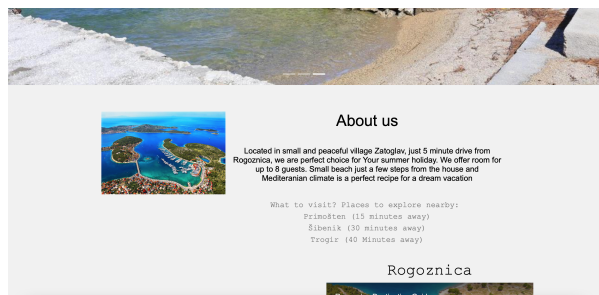 About us
Located in small and peaceful village Zatoglav, just 5 minute drive from
Rogoznica, we are perfect choice for Your summer holiday. We offer room for
up to 8 guests. Small beach just a few steps from the house and
Mediteranian climate is a perfect recipe for a dream vacation
What to visit? Places to explore nearby:
Primošten (15 minutes away)
Šibenik (30 minutes away)
Trogir (40 Minutes away)
Rogoznica